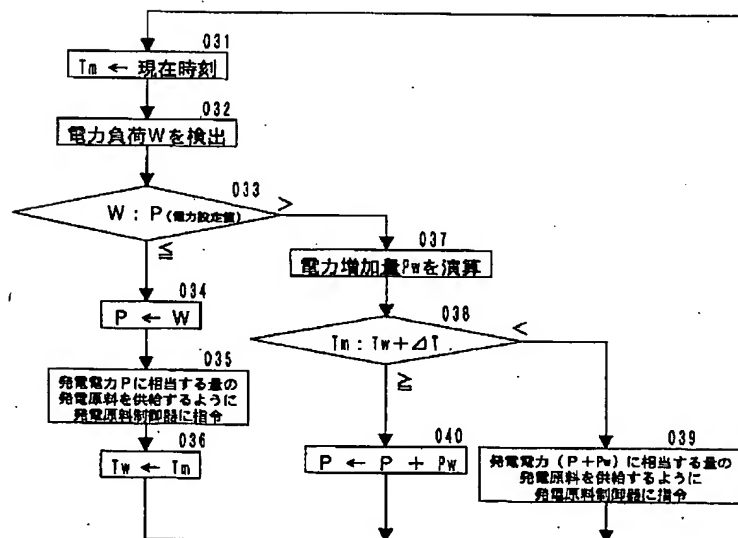 031
Tm ← 現在時刻
032
電力負荷Wを検出
033
W : P (電力設定値)
>
≦
034
P ← W
035
発電電力Pに相当する量の
発電原料を供給するように
発電原料制御器に指令
036
Tw ← Tm
037
電力増加量Pwを演算
038
Tm : Tw + ΔT
<
≧
040
P ← P + Pw
039
発電電力 (P+Pw) に相当する量の
発電原料を供給するように
発電原料制御器に指令